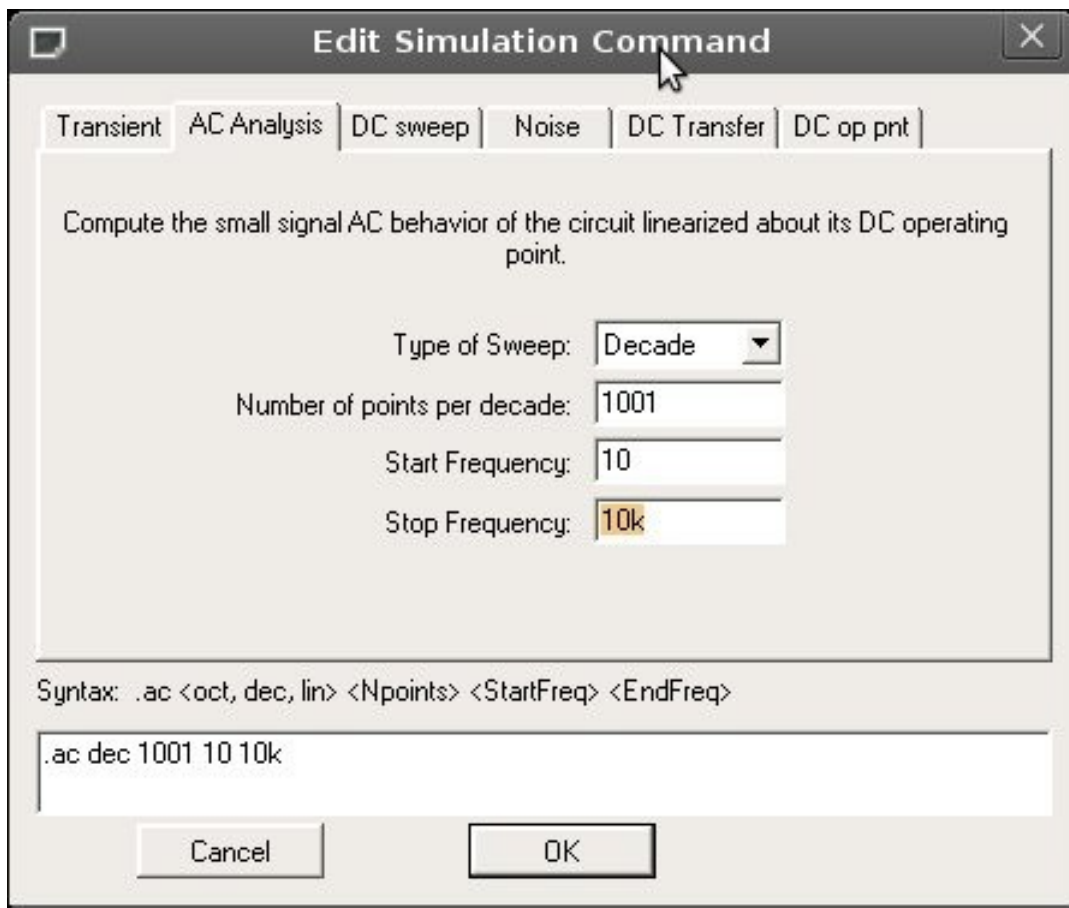 Edit Simulation Command
Transient AC Analysis DC sweep Noise DC Transfer DC op pnt
Compute the small signal AC behavior of the circuit linearized about its DC operating
point.
Type of Sweep: Decade
Number of points per decade: 1001
Start Frequency: 10
Stop Frequency: 10k
Syntax: .ac <oct, dec, lin> <Npoints> <StartFreq> <EndFreq>
.ac dec 1001 10 10k
Cancel OK